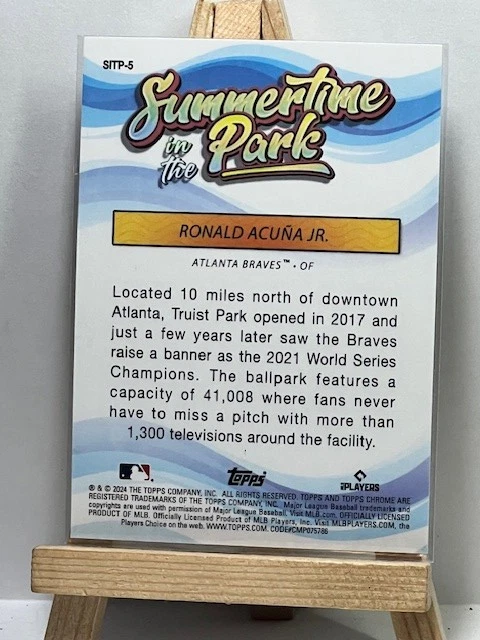 SITP-5
Summertime
in the Park
RONALD ACUÑA JR.
ATLANTA BRAVES™ • OF
Located 10 miles north of downtown
Atlanta, Truist Park opened in 2017 and
just a few years later saw the Braves
raise a banner as the 2021 World Series
Champions. The ballpark features a
capacity of 41,008 where fans never
have to miss a pitch with more than
1,300 televisions around the facility.
topps
PLAYERS
® & © 2024 THE TOPPS COMPANY, INC. ALL RIGHTS RESERVED. TOPPS AND TOPPS CHROME ARE
REGISTERED TRADEMARKS OF THE TOPPS COMPANY, INC. Major League Baseball trademarks and
copyrights are used with permission of Major League Baseball. Visit MLB.com. OFFICIALLY LICENSED
PRODUCT OF MLB. Officially Licensed Product of MLB Players, Inc. Visit MLBPLAYERS.COM, the
Players Choice on the web. WWW.TOPPS.COM. CODE#CMP075786